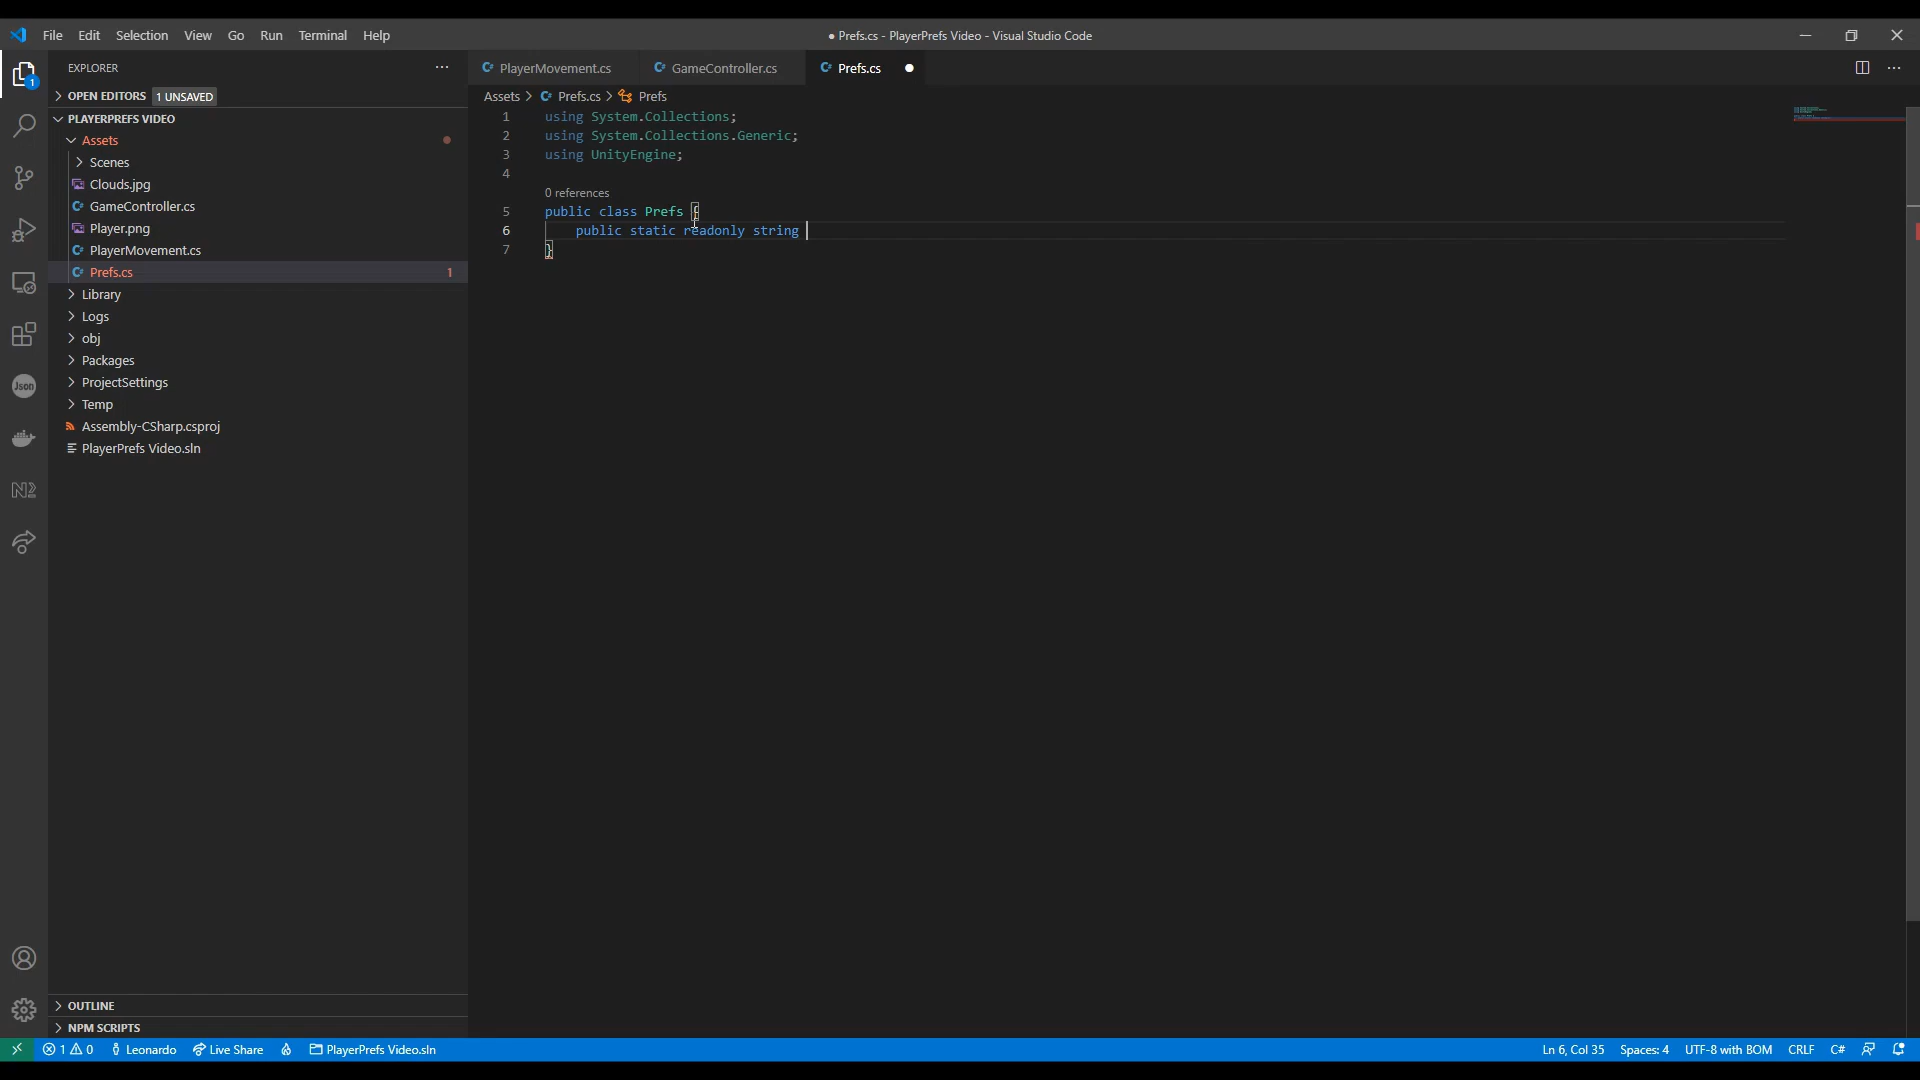 File Edit Selection View Go Run Terminal Help
● Prefs.cs - PlayerPrefs Video - Visual Studio Code
EXPLORER
OPEN EDITORS 1 UNSAVED
PLAYERPREFS VIDEO
Assets
Scenes
Clouds.jpg
GameController.cs
Player.png
PlayerMovement.cs
Prefs.cs 1
Library
Logs
obj
Packages
ProjectSettings
Temp
Assembly-CSharp.csproj
PlayerPrefs Video.sln
OUTLINE
NPM SCRIPTS
1
Json
N
PlayerMovement.cs GameController.cs Prefs.cs
Assets > Prefs.cs > Prefs
1 using System.Collections;
2 using System.Collections.Generic;
3 using UnityEngine;
4
0 references
5 public class Prefs {
6 public static readonly string
7 }
1 0 Leonardo Live Share PlayerPrefs Video.sln Ln 6, Col 35 Spaces: 4 UTF-8 with BOM CRLF C#